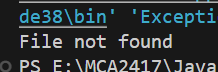 de38\bin' 'Excepti
File not found
PS E:\MCA2417\Java